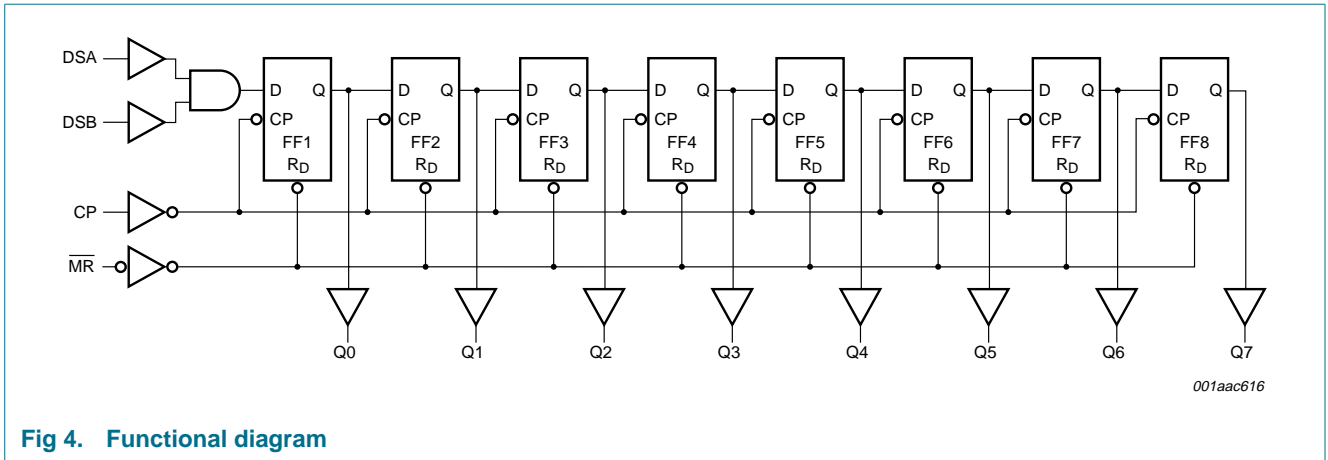 DSA
DSB
CP
MR
D Q
CP
FF1
RD
D Q
CP
FF2
RD
D Q
CP
FF3
RD
D Q
CP
FF4
RD
D Q
CP
FF5
RD
D Q
CP
FF6
RD
D Q
CP
FF7
RD
D Q
CP
FF8
RD
Q0 Q1 Q2 Q3 Q4 Q5 Q6 Q7
001aac616
Fig 4. Functional diagram